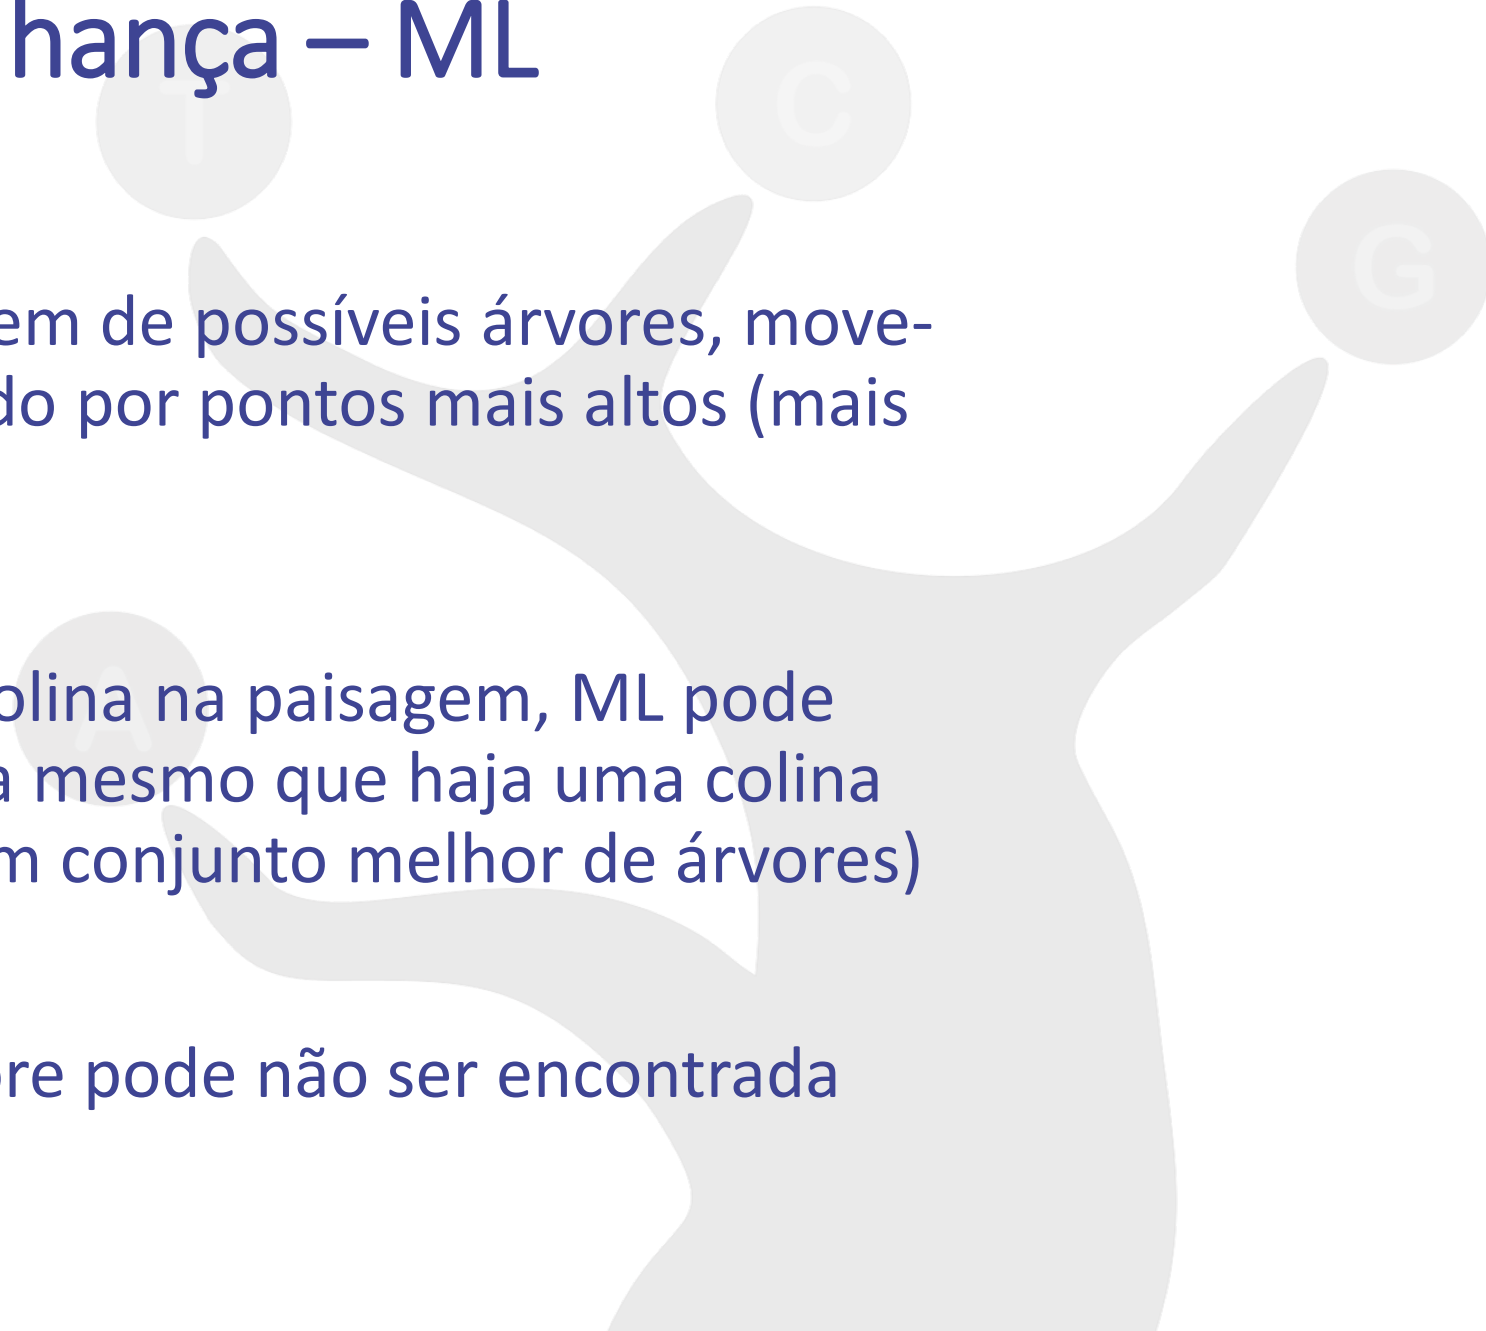 hança – ML
T
C
G
em de possíveis árvores, move-
do por pontos mais altos (mais
olina na paisagem, ML pode
a mesmo que haja uma colina
m conjunto melhor de árvores)
A
ore pode não ser encontrada